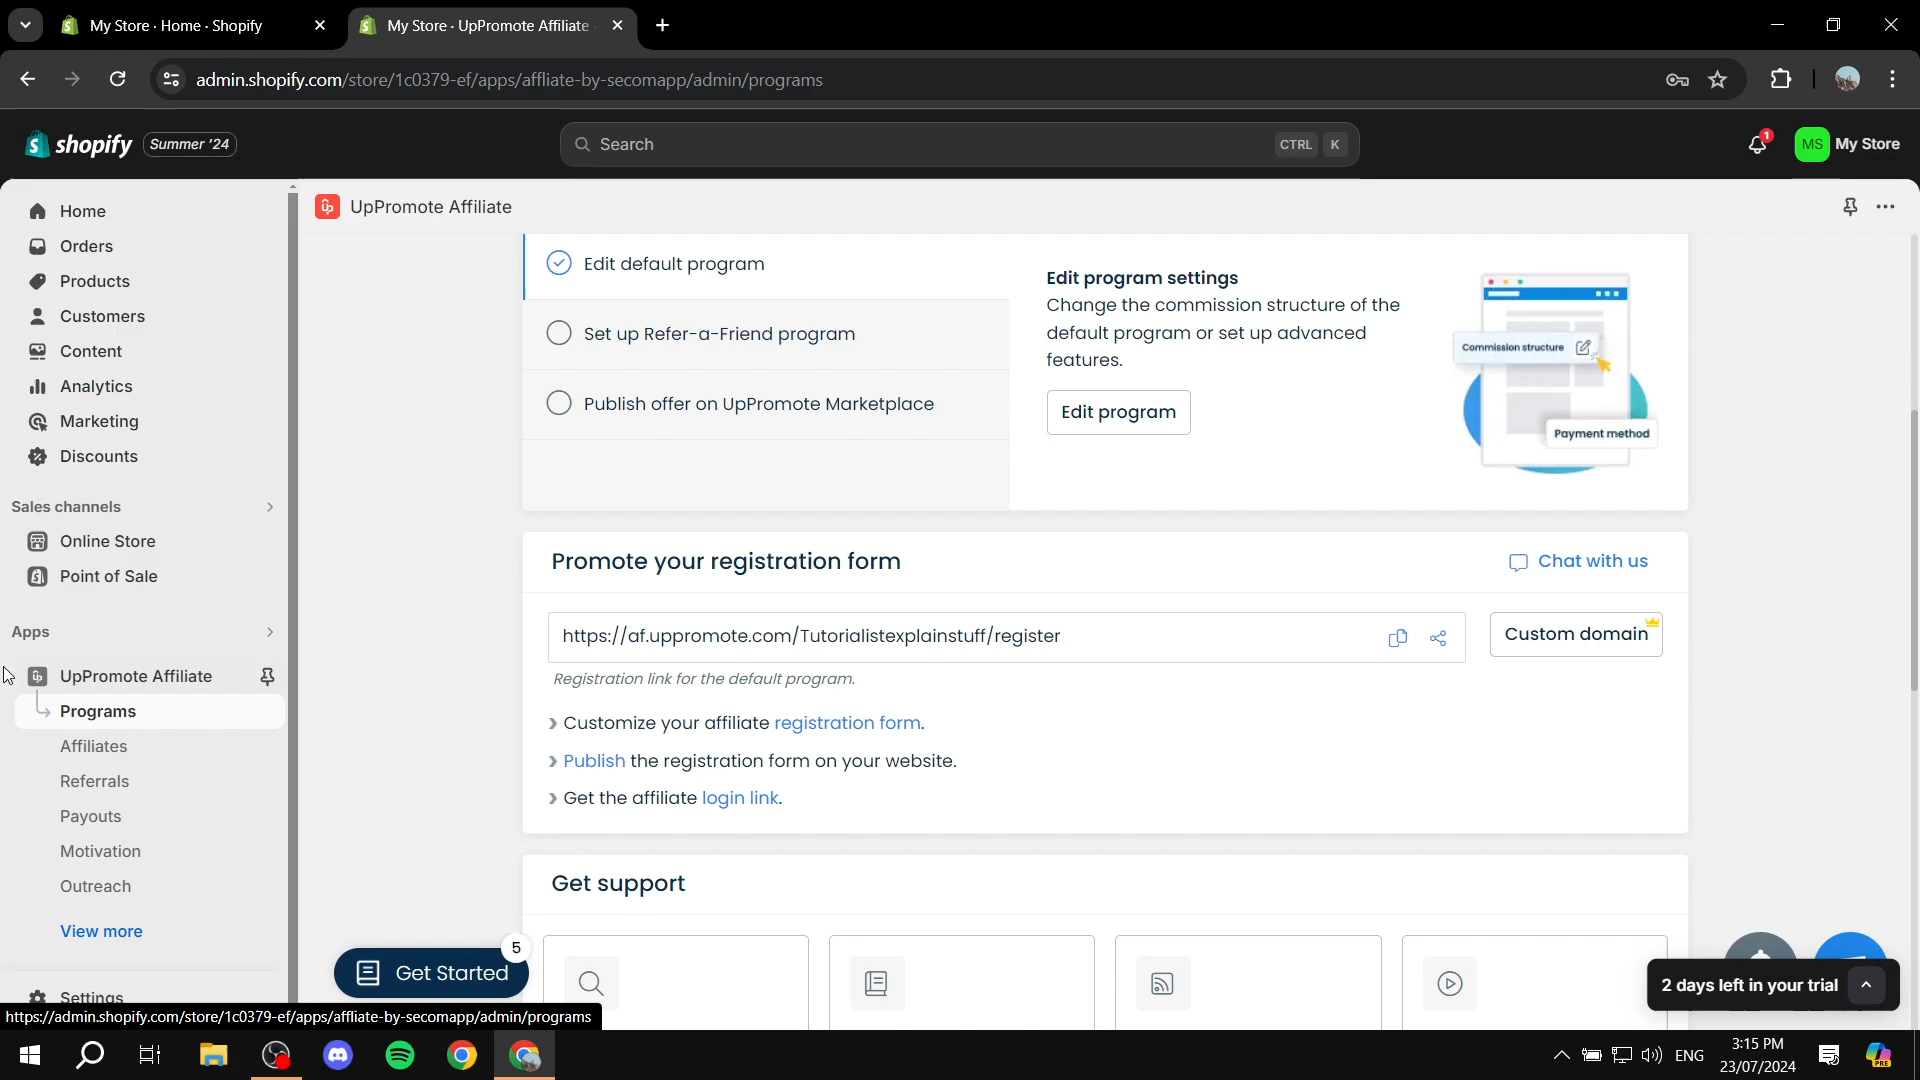 My Store · Home · Shopify
My Store · UpPromote Affiliate
admin.shopify.com/store/1c0379-ef/apps/affliate-by-secomapp/admin/programs
shopify
Summer '24
Search
CTRL K
1
MS
My Store
Home
Orders
Products
Customers
Content
Analytics
Marketing
Discounts
Sales channels
Online Store
Point of Sale
Apps
UpPromote Affiliate
Programs
Affiliates
Referrals
Payouts
Motivation
Outreach
View more
Settings
UpPromote Affiliate
Edit default program
Set up Refer-a-Friend program
Publish offer on UpPromote Marketplace
Edit program settings
Change the commission structure of the
default program or set up advanced
features.
Edit program
Commission structure
Payment method
Promote your registration form
Chat with us
https://af.uppromote.com/Tutorialistexplainstuff/register
Custom domain
Registration link for the default program.
Customize your affiliate registration form.
Publish the registration form on your website.
Get the affiliate login link.
Get support
Get Started
5
2 days left in your trial
https://admin.shopify.com/store/1c0379-ef/apps/affliate-by-secomapp/admin/programs
ENG
3:15 PM
23/07/2024
PRE